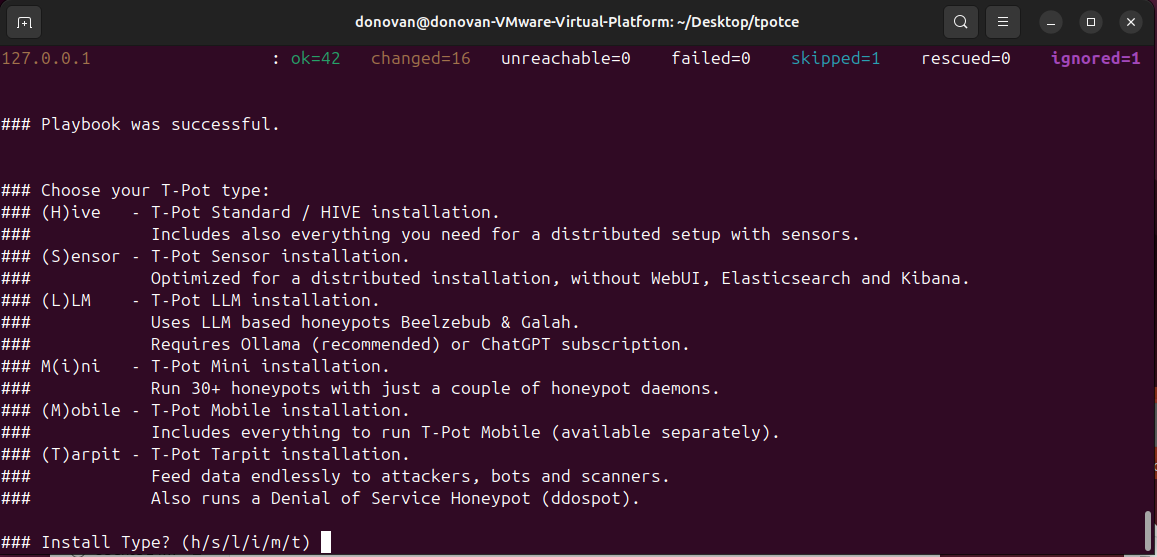 donovan@donovan-VMware-Virtual-Platform: ~/Desktop/tpotce
127.0.0.1 : ok=42 changed=16 unreachable=0 failed=0 skipped=1 rescued=0 ignored=1
### Playbook was successful.
### Choose your T-Pot type:
### (H)ive - T-Pot Standard / HIVE installation.
### Includes also everything you need for a distributed setup with sensors.
### (S)ensor - T-Pot Sensor installation.
### Optimized for a distributed installation, without WebUI, Elasticsearch and Kibana.
### (L)LM - T-Pot LLM installation.
### Uses LLM based honeypots Beelzebub & Galah.
### Requires Ollama (recommended) or ChatGPT subscription.
### M(i)ni - T-Pot Mini installation.
### Run 30+ honeypots with just a couple of honeypot daemons.
### (M)obile - T-Pot Mobile installation.
### Includes everything to run T-Pot Mobile (available separately).
### (T)arpit - T-Pot Tarpit installation.
### Feed data endlessly to attackers, bots and scanners.
### Also runs a Denial of Service Honeypot (ddospot).
### Install Type? (h/s/l/i/m/t)